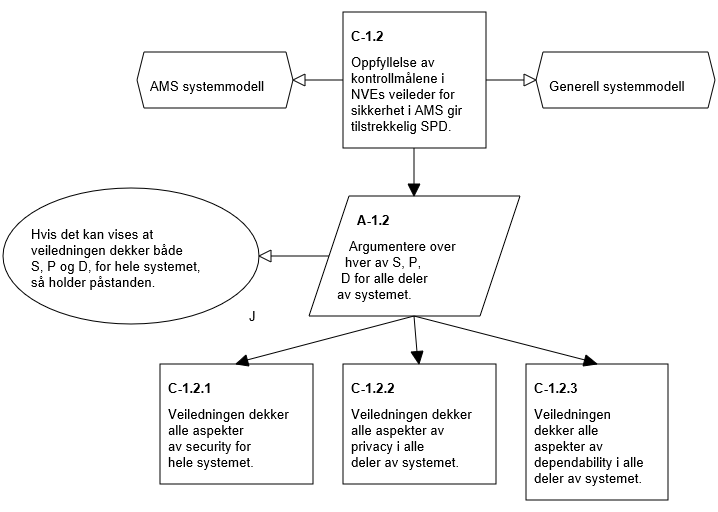 C-1.2
Oppfyllelse av
kontrollmålene i
NVEs veileder for
sikkerhet i AMS gir
tilstrekkelig SPD.
AMS systemmodell
Generell systemmodell
A-1.2
Argumentere over
hver av S, P,
D for alle deler
av systemet.
Hvis det kan vises at
veiledningen dekker både
S, P og D, for hele systemet,
så holder påstanden.
J
C-1.2.1
Veiledningen dekker
alle aspekter
av security for
hele systemet.
C-1.2.2
Veiledningen dekker
alle aspekter av
privacy i alle
deler av systemet.
C-1.2.3
Veiledningen
dekker alle
aspekter av
dependability i alle
deler av systemet.